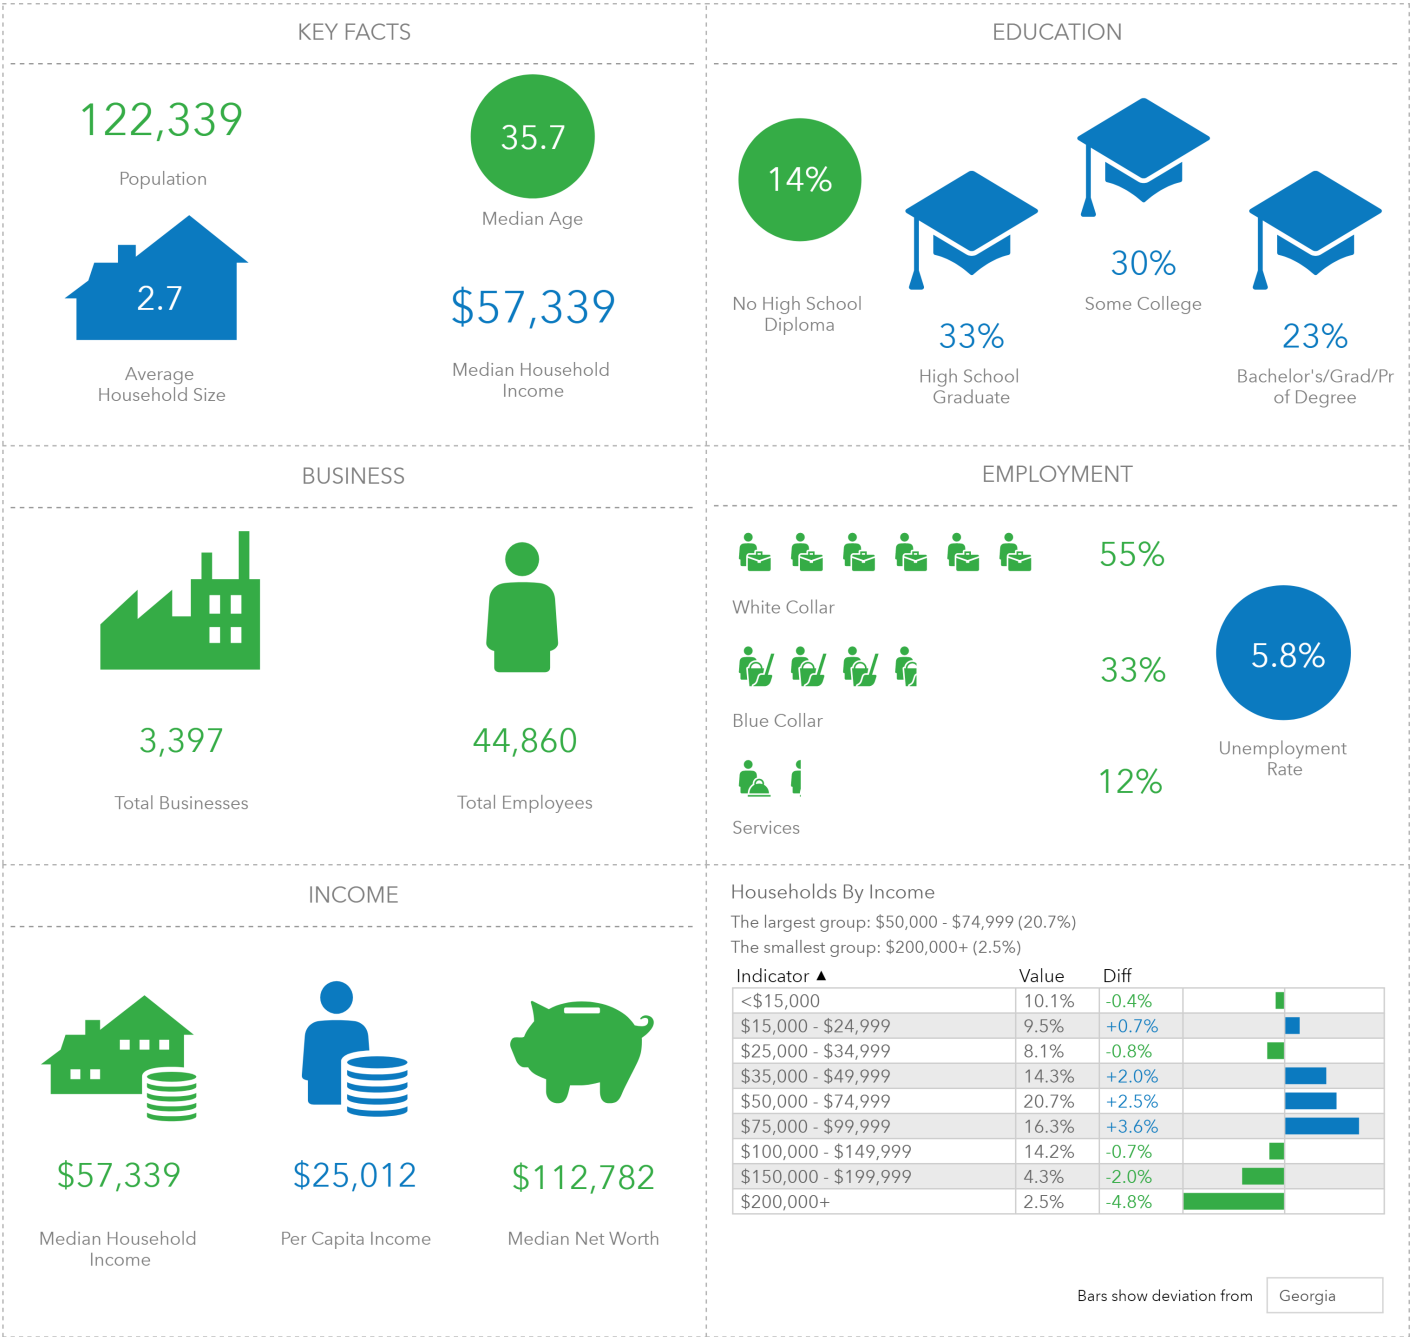 KEY FACTS
122,339
Population
35.7
Median Age
2.7
Average
Household Size
$57,339
Median Household
Income
EDUCATION
14%
No High School
Diploma
33%
High School
Graduate
30%
Some College
23%
Bachelor's/Grad/Pr
of Degree
BUSINESS
3,397
Total Businesses
44,860
Total Employees
EMPLOYMENT
55%
White Collar
33%
Blue Collar
12%
Services
5.8%
Unemployment
Rate
INCOME
$57,339
Median Household
Income
$25,012
Per Capita Income
$112,782
Median Net Worth
Households By Income
The largest group: $50,000 - $74,999 (20.7%)
The smallest group: $200,000+ (2.5%)
Indicator ▲ Value Diff
<$15,000 10.1% -0.4%
$15,000 - $24,999 9.5% +0.7%
$25,000 - $34,999 8.1% -0.8%
$35,000 - $49,999 14.3% +2.0%
$50,000 - $74,999 20.7% +2.5%
$75,000 - $99,999 16.3% +3.6%
$100,000 - $149,999 14.2% -0.7%
$150,000 - $199,999 4.3% -2.0%
$200,000+ 2.5% -4.8%
Bars show deviation from Georgia